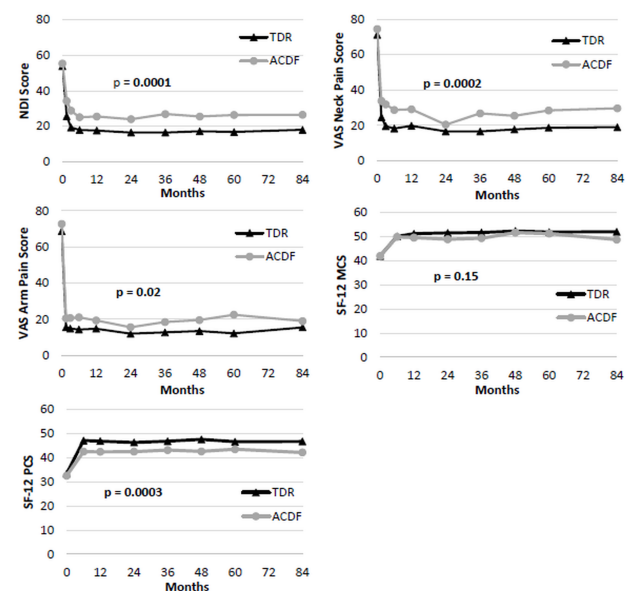 80
60
40
20
0
NDI Score
p = 0.0001
TDR
ACDF
0 12 24 36 48 60 72 84
Months
80
60
40
20
0
VAS Neck Pain Score
p = 0.0002
TDR
ACDF
0 12 24 36 48 60 72 84
Months
80
60
40
20
0
VAS Arm Pain Score
p = 0.02
TDR
ACDF
0 12 24 36 48 60 72 84
Months
60
50
40
30
20
10
0
SF-12 MCS
p = 0.15
TDR
ACDF
0 12 24 36 48 60 72 84
Months
60
50
40
30
20
10
0
SF-12 PCS
p = 0.0003
TDR
ACDF
0 12 24 36 48 60 72 84
Months